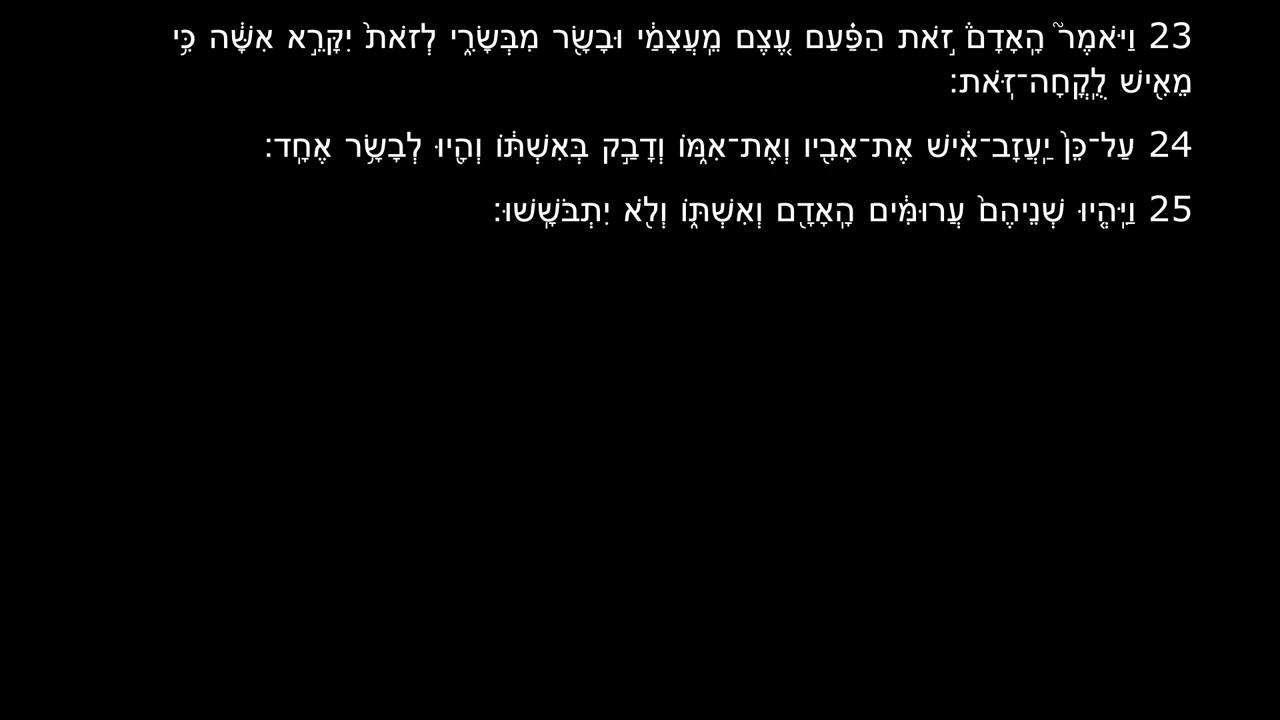 23 וַיֹּאמֶר֮ הָֽאָדָם֒ זֹ֣את הַפַּ֗עַם עֶ֚צֶם מֵֽעֲצָמַ֔י וּבָשָׂ֖ר מִבְּשָׂרִ֑י לְזֹאת֙ יִקָּרֵ֣א אִשָּׁ֔ה כִּ֥י
מֵאִ֖ישׁ לֻֽקֳחָה־זֹּֽאת׃
24 עַל־כֵּן֙ יַֽעֲזָב־אִ֔ישׁ אֶת־אָבִ֖יו וְאֶת־אִמּ֑וֹ וְדָבַ֣ק בְּאִשְׁתּ֔וֹ וְהָי֖וּ לְבָשָׂ֥ר אֶחָֽד׃
25 וַיִּֽהְי֤וּ שְׁנֵיהֶם֙ עֲרוּמִּ֔ים הָֽאָדָ֖ם וְאִשְׁתּ֑וֹ וְלֹ֖א יִתְבֹּשָֽׁשׁוּ׃